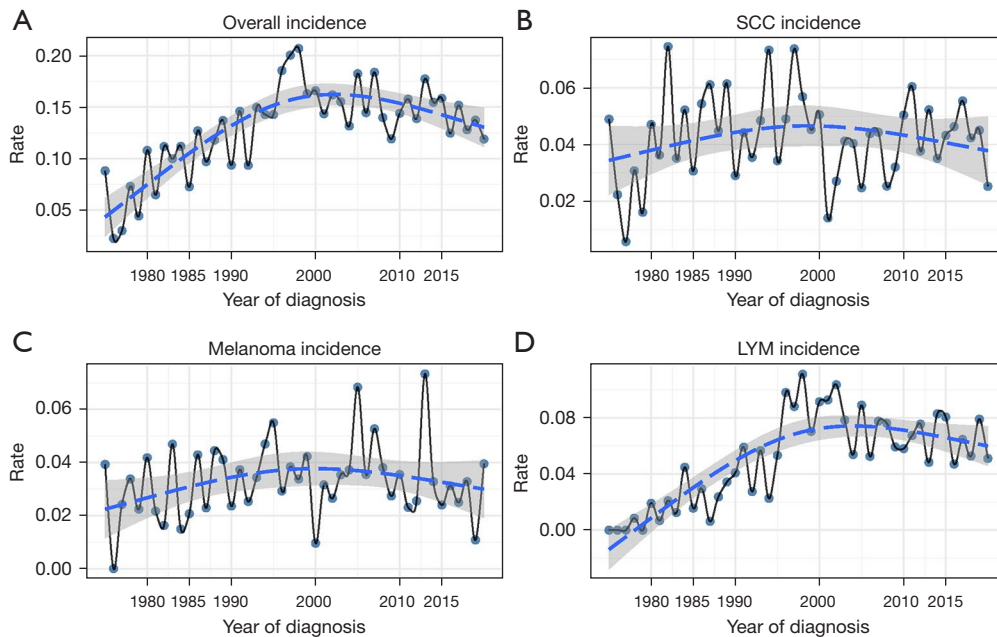 A
Overall incidence
0.20
0.15
0.10
0.05
Rate
1980 1985 1990 2000 2010 2015
Year of diagnosis
B
SCC incidence
0.06
0.04
0.02
Rate
1980 1985 1990 2000 2010 2015
Year of diagnosis
C
Melanoma incidence
0.06
0.04
0.02
0.00
Rate
1980 1985 1990 2000 2010 2015
Year of diagnosis
D
LYM incidence
0.08
0.04
0.00
Rate
1980 1985 1990 2000 2010 2015
Year of diagnosis